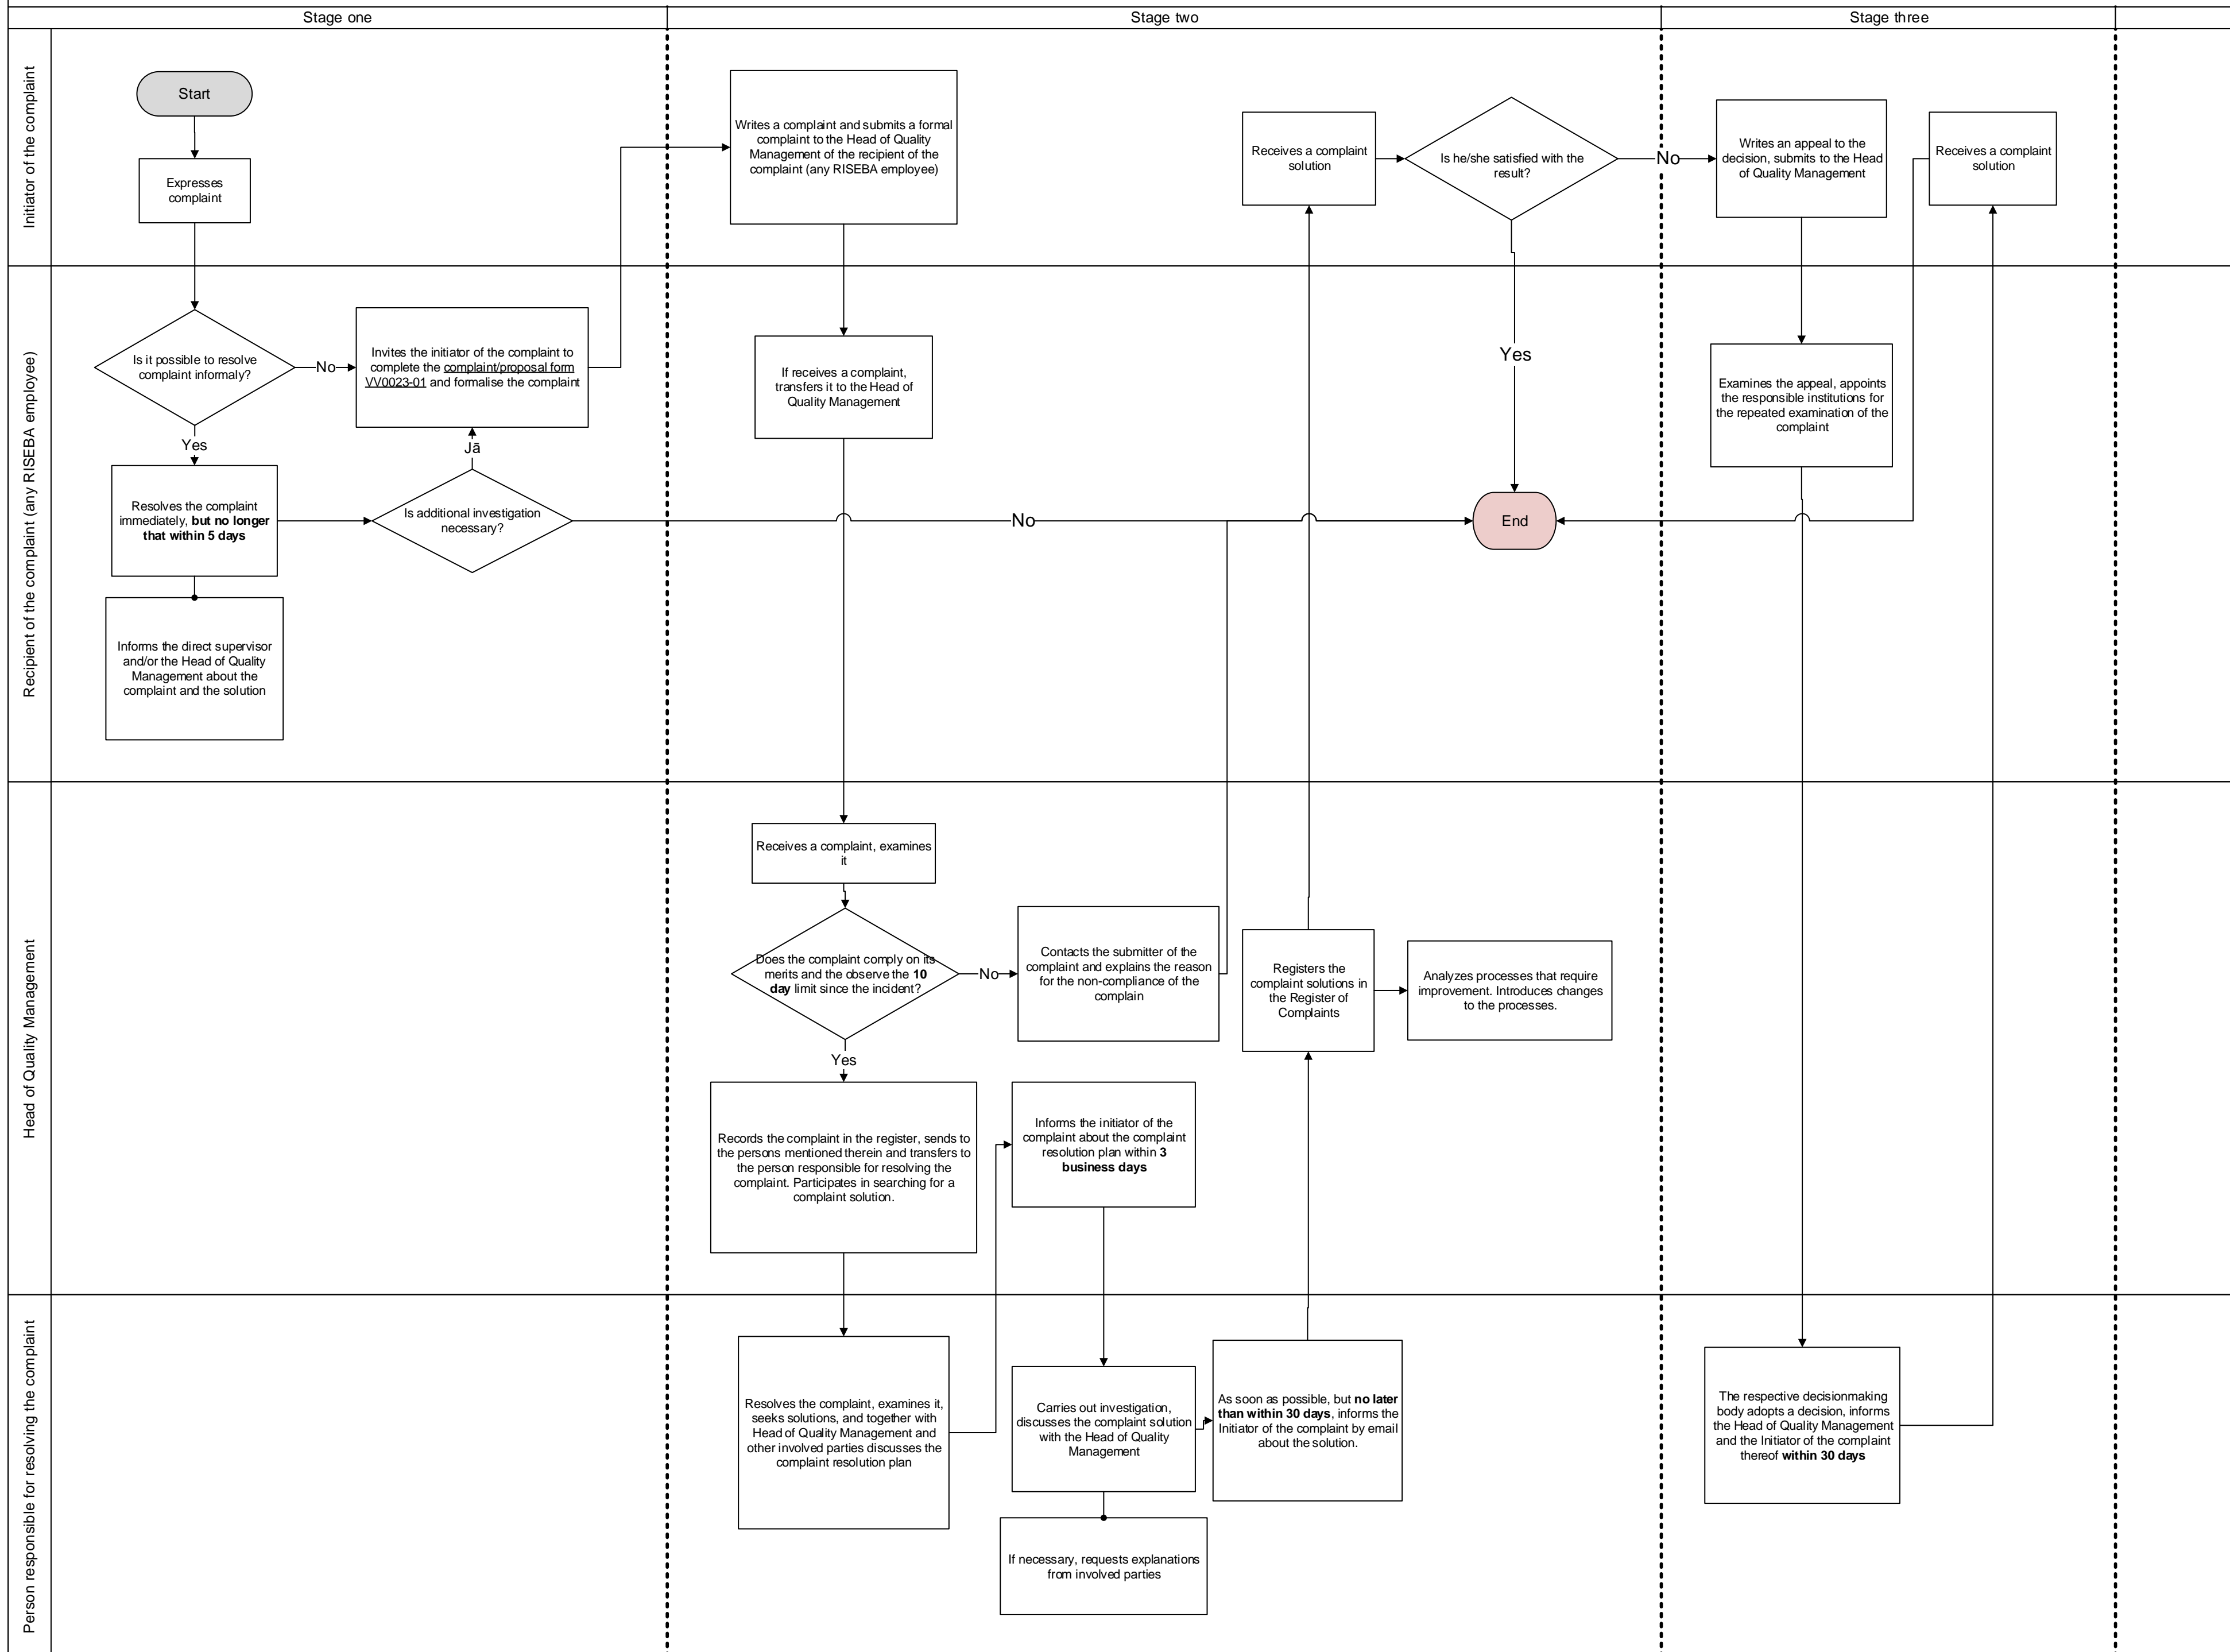 Stage one
Stage two
Stage three
Initiator of the complaint
Start
Expresses
complaint
Writes a complaint and submits a formal
complaint to the Head of Quality
Management of the recipient of the
complaint (any RISEBA employee)
Receives a complaint
solution
Is he/she satisfied with the
result?
No
Writes an appeal to the
decision, submits to the Head
of Quality Management
Receives a complaint
solution
Recipient of the complaint (any RISEBA employee)
Is it possible to resolve
complaint informaly?
No
Invites the initiator of the complaint to
complete the complaint/proposal form
VV0023-01 and formalise the complaint
Yes
Jā
Resolves the complaint
immediately, but no longer
that within 5 days
Is additional investigation
necessary?
No
Informs the direct supervisor
and/or the Head of Quality
Management about the
complaint and the solution
If receives a complaint,
transfers it to the Head of
Quality Management
Yes
End
Examines the appeal, appoints
the responsible institutions for
the repeated examination of the
complaint
Head of Quality Management
Receives a complaint, examines
it
Does the complaint comply on its
merits and the observe the 10
day limit since the incident?
No
Contacts the submitter of the
complaint and explains the reason
for the non-compliance of the
complain
Registers the
complaint solutions in
the Register of
Complaints
Analyzes processes that require
improvement. Introduces changes
to the processes.
Yes
Records the complaint in the register, sends to
the persons mentioned therein and transfers to
the person responsible for resolving the
complaint. Participates in searching for a
complaint solution.
Informs the initiator of the
complaint about the complaint
resolution plan within 3
business days
Person responsible for resolving the complaint
Resolves the complaint, examines it,
seeks solutions, and together with
Head of Quality Management and
other involved parties discusses the
complaint resolution plan
Carries out investigation,
discusses the complaint solution
with the Head of Quality
Management
As soon as possible, but no later
than within 30 days, informs the
Initiator of the complaint by email
about the solution.
If necessary, requests explanations
from involved parties
The respective decisionmaking
body adopts a decision, informs
the Head of Quality Management
and the Initiator of the complaint
thereof within 30 days